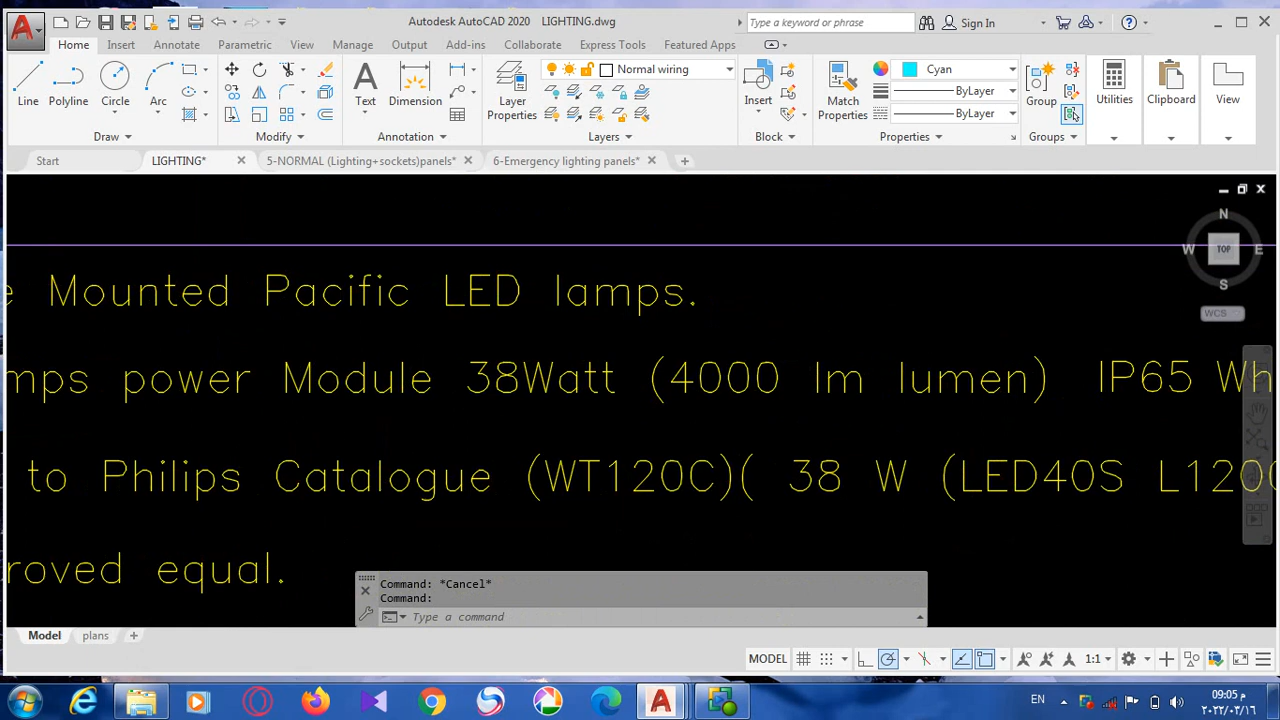 Autodesk AutoCAD 2020 LIGHTING.dwg
Type a keyword or phrase
Sign In
Home Insert Annotate Parametric View Manage Output Add-ins Collaborate Express Tools Featured Apps
Line Polyline Circle Arc
Text Dimension
Layer Properties
Normal wiring
Insert
Match Properties
Cyan
ByLayer
ByLayer
Group
Utilities
Clipboard
View
Draw Modify Annotation Layers Block Properties Groups
Start LIGHTING* 5-NORMAL (Lighting+sockets)panels* 6-Emergency lighting panels*
N
W TOP E
S
WCS
e Mounted Pacific LED lamps.
mps power Module 38Watt (4000 lm lumen) IP65 Wh
to Philips Catalogue (WT120C)( 38 W (LED40S L120
roved equal.
Command: *Cancel*
Command:
Type a command
Model plans
MODEL 1:1
EN
09:05 م
٢٠٢٢/٠٣/١٦